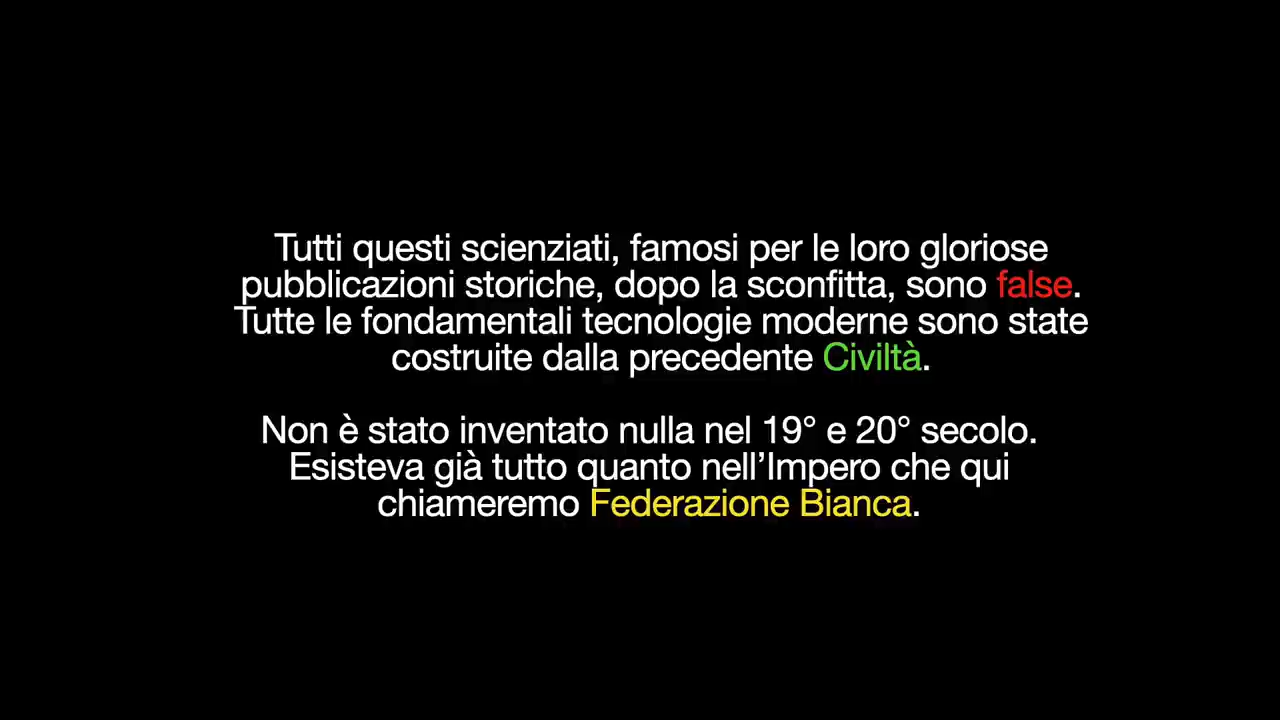 Tutti questi scienziati, famosi per le loro gloriose
pubblicazioni storiche, dopo la sconfitta, sono false.
Tutte le fondamentali tecnologie moderne sono state
costruite dalla precedente Civiltà.
Non è stato inventato nulla nel 19° e 20° secolo.
Esisteva già tutto quanto nell’Impero che qui
chiameremo Federazione Bianca.